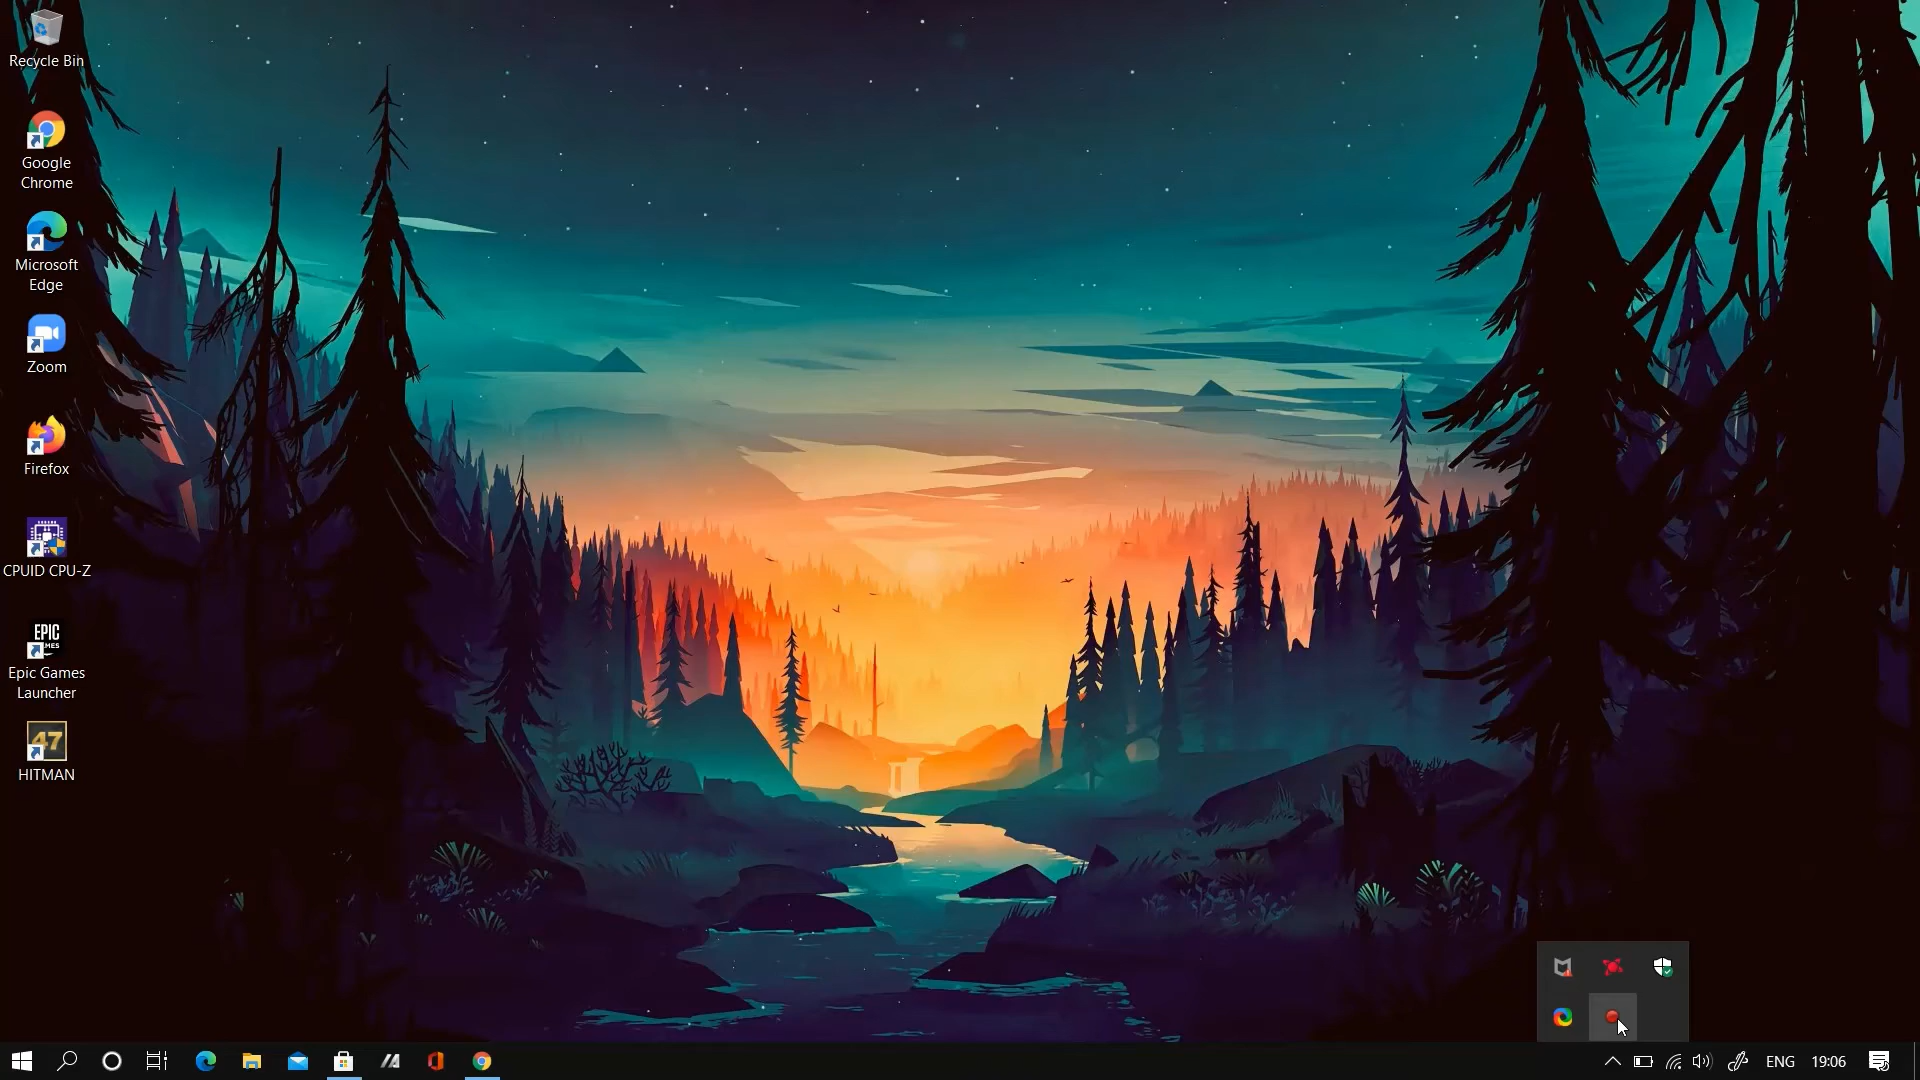 Recycle Bin
Google
Chrome
Microsoft
Edge
Zoom
Firefox
CPUID CPU-Z
EPIC
Epic Games
Launcher
47
HITMAN
ENG
19:06